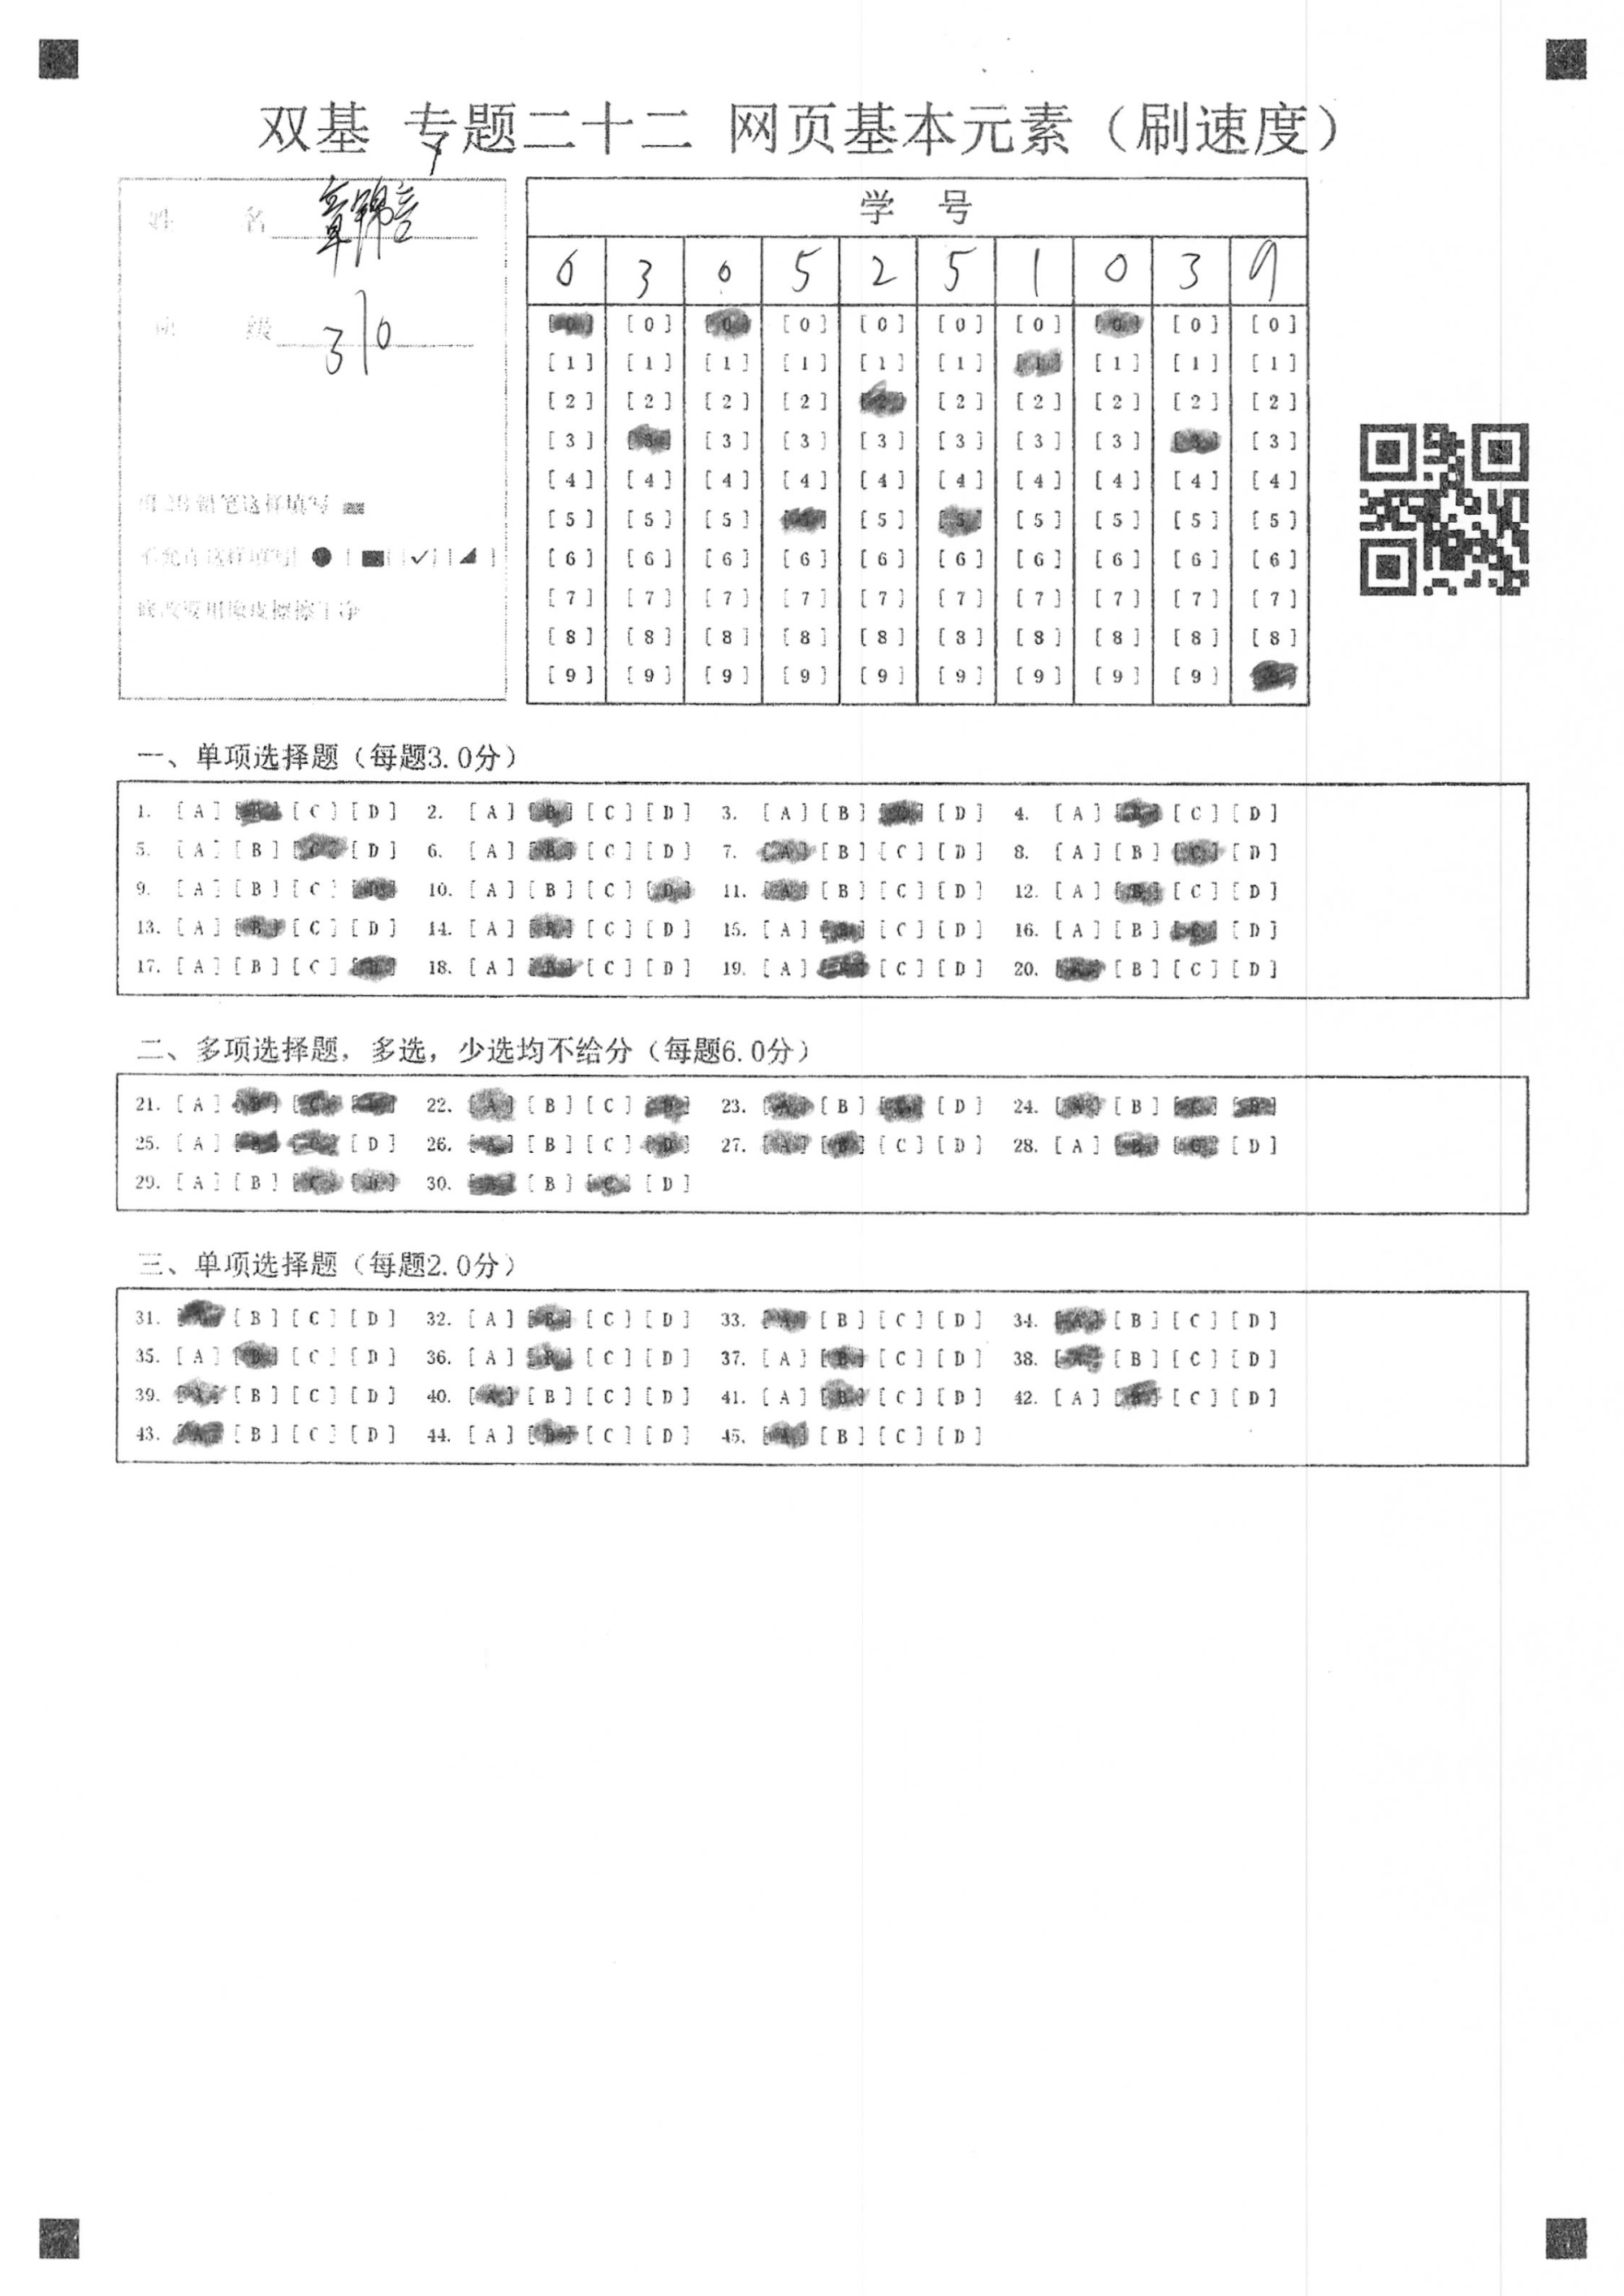 双基 专题二十二 网页基本元素（刷速度）
姓 名 章锦言
班 级 310
用2B铅笔这样填写
不允许这样填写
修改要用橡皮擦擦干净
学 号
0 3 0 5 2 5 1 0 3 9
[0] [0] [0] [0] [0] [0] [0] [0] [0] [0]
[1] [1] [1] [1] [1] [1] [1] [1] [1]
[2] [2] [2] [2] [2] [2] [2] [2] [2]
[3] [3] [3] [3] [3] [3] [3] [3] [3] [3]
[4] [4] [4] [4] [4] [4] [4] [4] [4] [4]
[5] [5] [5] [5] [5] [5] [5] [5] [5]
[6] [6] [6] [6] [6] [6] [6] [6] [6] [6]
[7] [7] [7] [7] [7] [7] [7] [7] [7] [7]
[8] [8] [8] [8] [8] [8] [8] [8] [8] [8]
[9] [9] [9] [9] [9] [9] [9] [9] [9]
一、单项选择题（每题3.0分）
1. [A] [B] [C] [D] 2. [A] [B] [C] [D] 3. [A] [B] [C] [D] 4. [A] [B] [C] [D]
5. [A] [B] [C] [D] 6. [A] [B] [C] [D] 7. [A] [B] [C] [D] 8. [A] [B] [C] [D]
9. [A] [B] [C] [D] 10. [A] [B] [C] [D] 11. [A] [B] [C] [D] 12. [A] [B] [C] [D]
13. [A] [B] [C] [D] 14. [A] [B] [C] [D] 15. [A] [B] [C] [D] 16. [A] [B] [C] [D]
17. [A] [B] [C] [D] 18. [A] [B] [C] [D] 19. [A] [B] [C] [D] 20. [A] [B] [C] [D]
二、多项选择题，多选，少选均不给分（每题6.0分）
21. [A] [B] [C] [D] 22. [A] [B] [C] [D] 23. [A] [B] [C] [D] 24. [A] [B] [C] [D]
25. [A] [B] [C] [D] 26. [A] [B] [C] [D] 27. [A] [B] [C] [D] 28. [A] [B] [C] [D]
29. [A] [B] [C] [D] 30. [A] [B] [C] [D]
三、单项选择题（每题2.0分）
31. [A] [B] [C] [D] 32. [A] [B] [C] [D] 33. [A] [B] [C] [D] 34. [A] [B] [C] [D]
35. [A] [B] [C] [D] 36. [A] [B] [C] [D] 37. [A] [B] [C] [D] 38. [A] [B] [C] [D]
39. [A] [B] [C] [D] 40. [A] [B] [C] [D] 41. [A] [B] [C] [D] 42. [A] [B] [C] [D]
43. [A] [B] [C] [D] 44. [A] [B] [C] [D] 45. [A] [B] [C] [D]